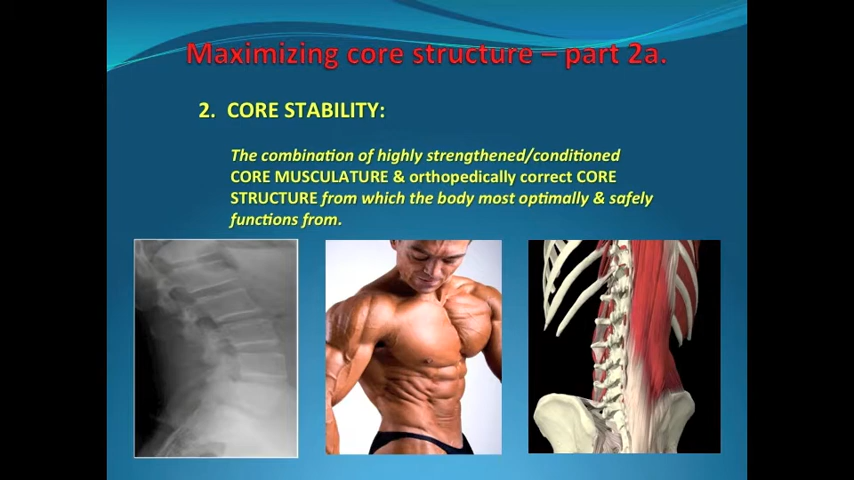 Maximizing core structure – part 2a.
2. CORE STABILITY:
The combination of highly strengthened/conditioned
CORE MUSCULATURE & orthopedically correct CORE
STRUCTURE from which the body most optimally & safely
functions from.